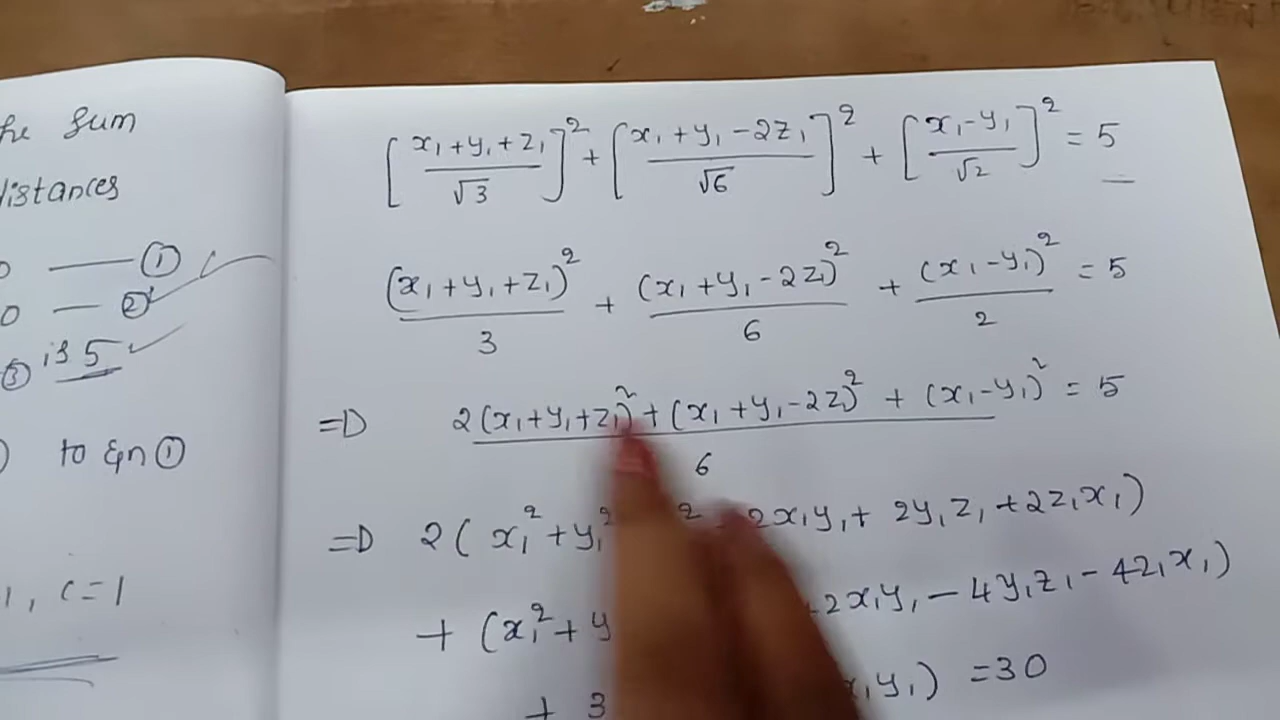 the sum
distances
0 —— ①
0 — ②
③ is 5
to Eqn ①
1, c=1
[x₁+y₁+z₁/√3]² + [x₁+y₁-2z₁/√6]² + [x₁-y₁/√2]² = 5
(x₁+y₁+z₁)²/3 + (x₁+y₁-2z₁)²/6 + (x₁-y₁)²/2 = 5
⇒ 2(x₁+y₁+z₁)²+(x₁+y₁-2z₁)² + (x₁-y₁)²/6 = 5
⇒ 2(x₁²+y₁² 2x₁y₁+ 2y₁z₁+2z₁x₁)
+ (x₁²+y +2x₁y₁-4y₁z₁-4z₁x₁)
+ 3 x₁y₁) =30